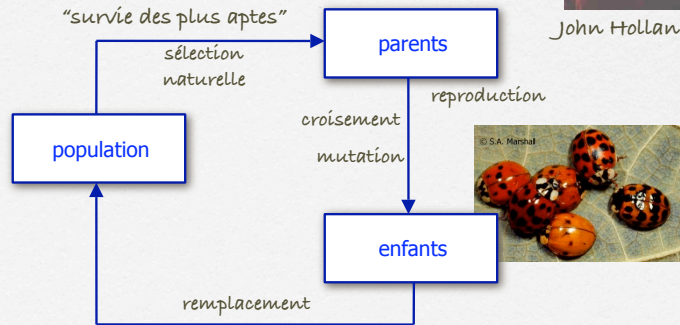 “survie des plus aptes”
John Hollan
parents
sélection
naturelle
reproduction
croisement
mutation
population
© S.A. Marshall
enfants
remplacement